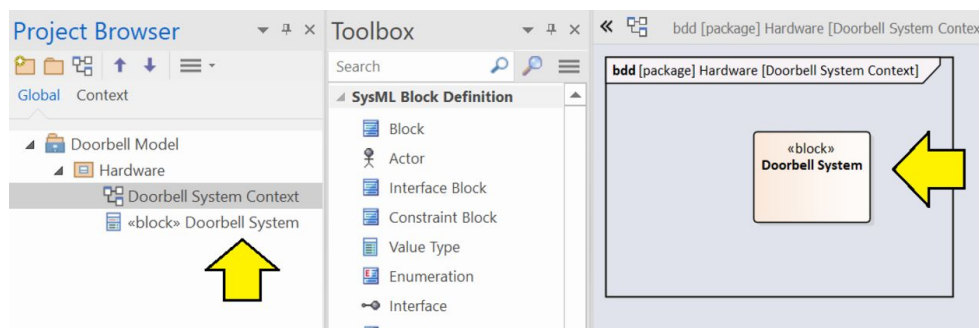 Project Browser
Global Context
Doorbell Model
Hardware
Doorbell System Context
«block» Doorbell System
Toolbox
Search
SysML Block Definition
Block
Actor
Interface Block
Constraint Block
Value Type
Enumeration
Interface
bdd [package] Hardware [Doorbell System Contex
bdd [package] Hardware [Doorbell System Context]
«block»
Doorbell System